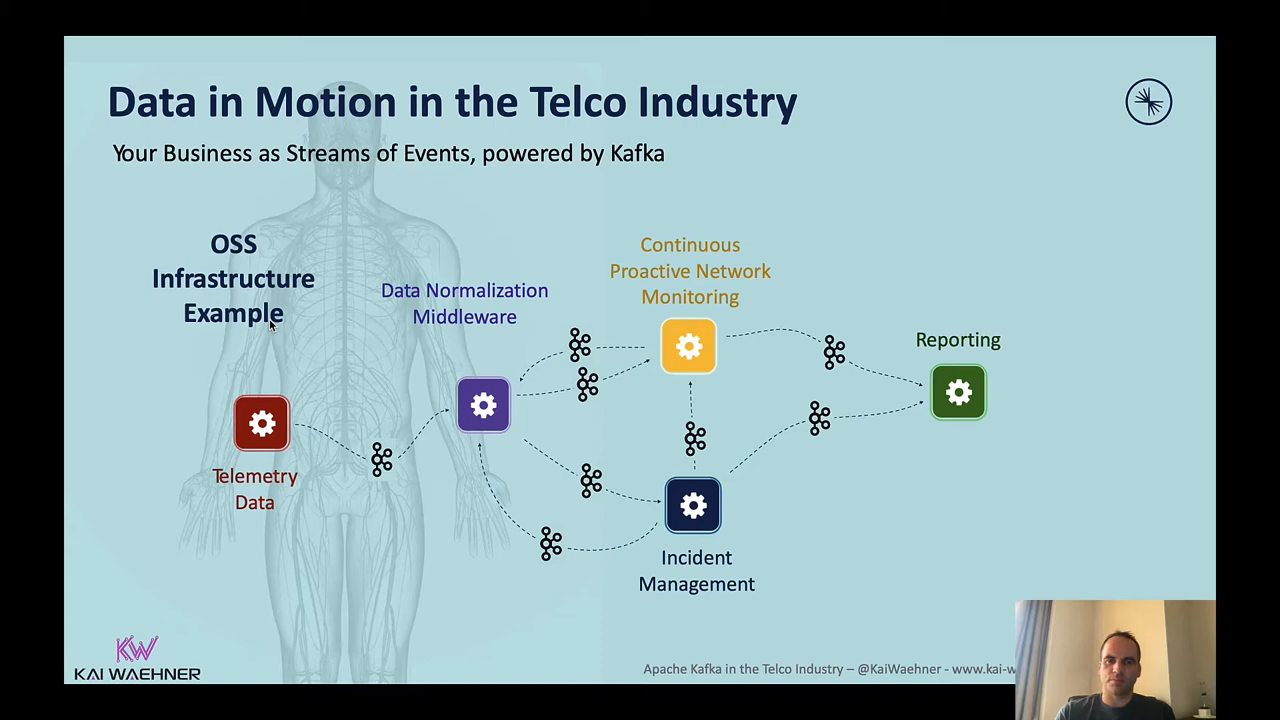 Data in Motion in the Telco Industry
Your Business as Streams of Events, powered by Kafka
OSS
Infrastructure
Example
Data Normalization
Middleware
Continuous
Proactive Network
Monitoring
Reporting
Telemetry
Data
Incident
Management
KW
KAI WAEHNER
Apache Kafka in the Telco Industry – @KaiWaehner - www.kai-w